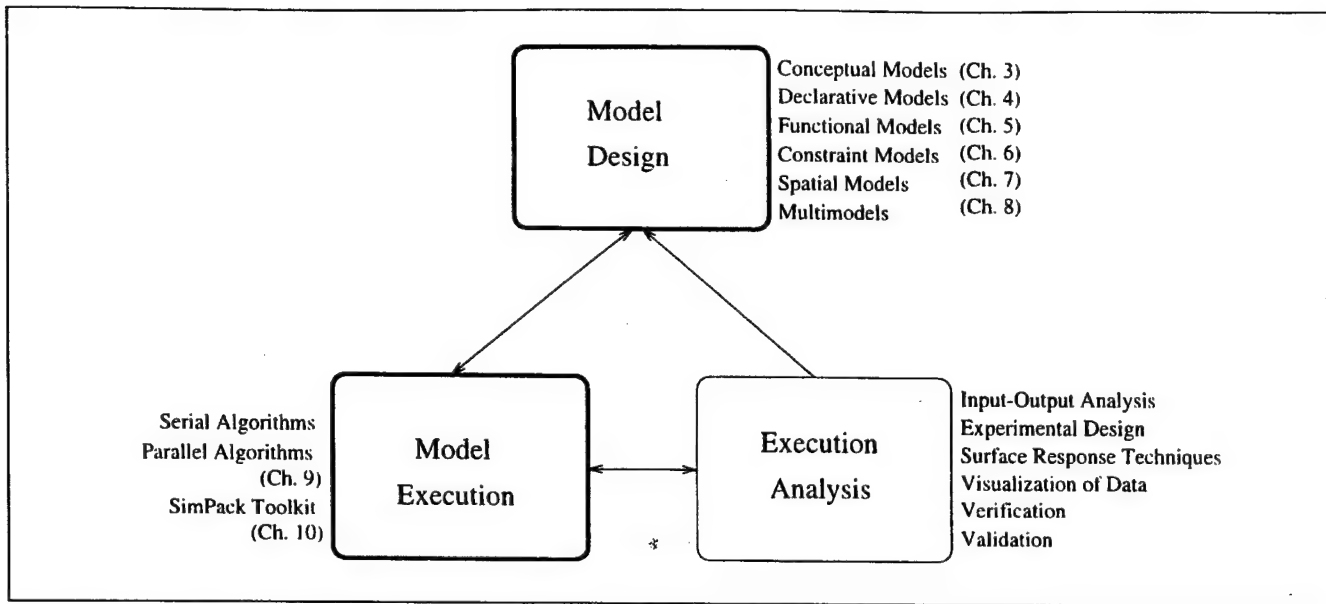 Model
Design
Conceptual Models (Ch. 3)
Declarative Models (Ch. 4)
Functional Models (Ch. 5)
Constraint Models (Ch. 6)
Spatial Models (Ch. 7)
Multimodels (Ch. 8)
Serial Algorithms
Parallel Algorithms
(Ch. 9)
SimPack Toolkit
(Ch. 10)
Model
Execution
Execution
Analysis
Input-Output Analysis
Experimental Design
Surface Response Techniques
Visualization of Data
Verification
Validation